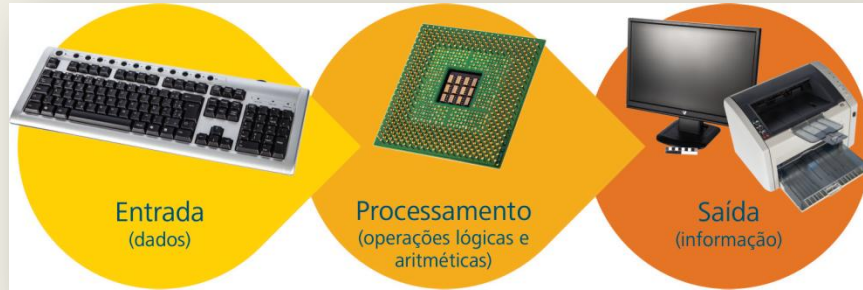 Entrada
(dados)
Processamento
(operações lógicas e
aritméticas)
Saída
(informação)